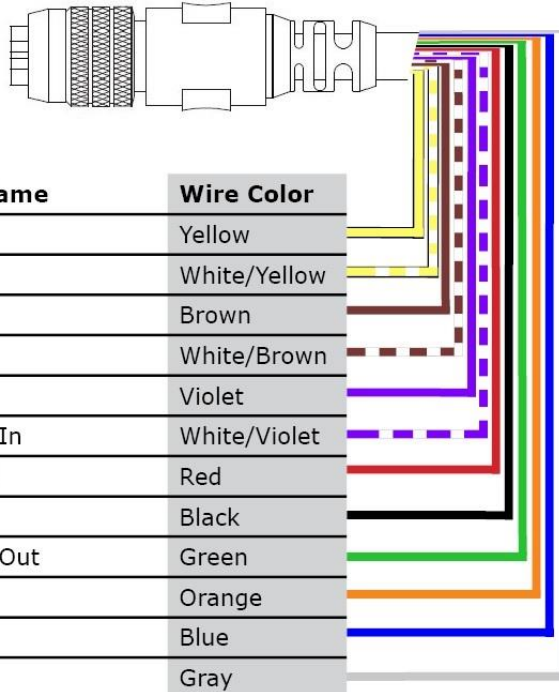 ame Wire Color
Yellow
White/Yellow
Brown
White/Brown
Violet
In White/Violet
Red
Black
Out Green
Orange
Blue
Gray